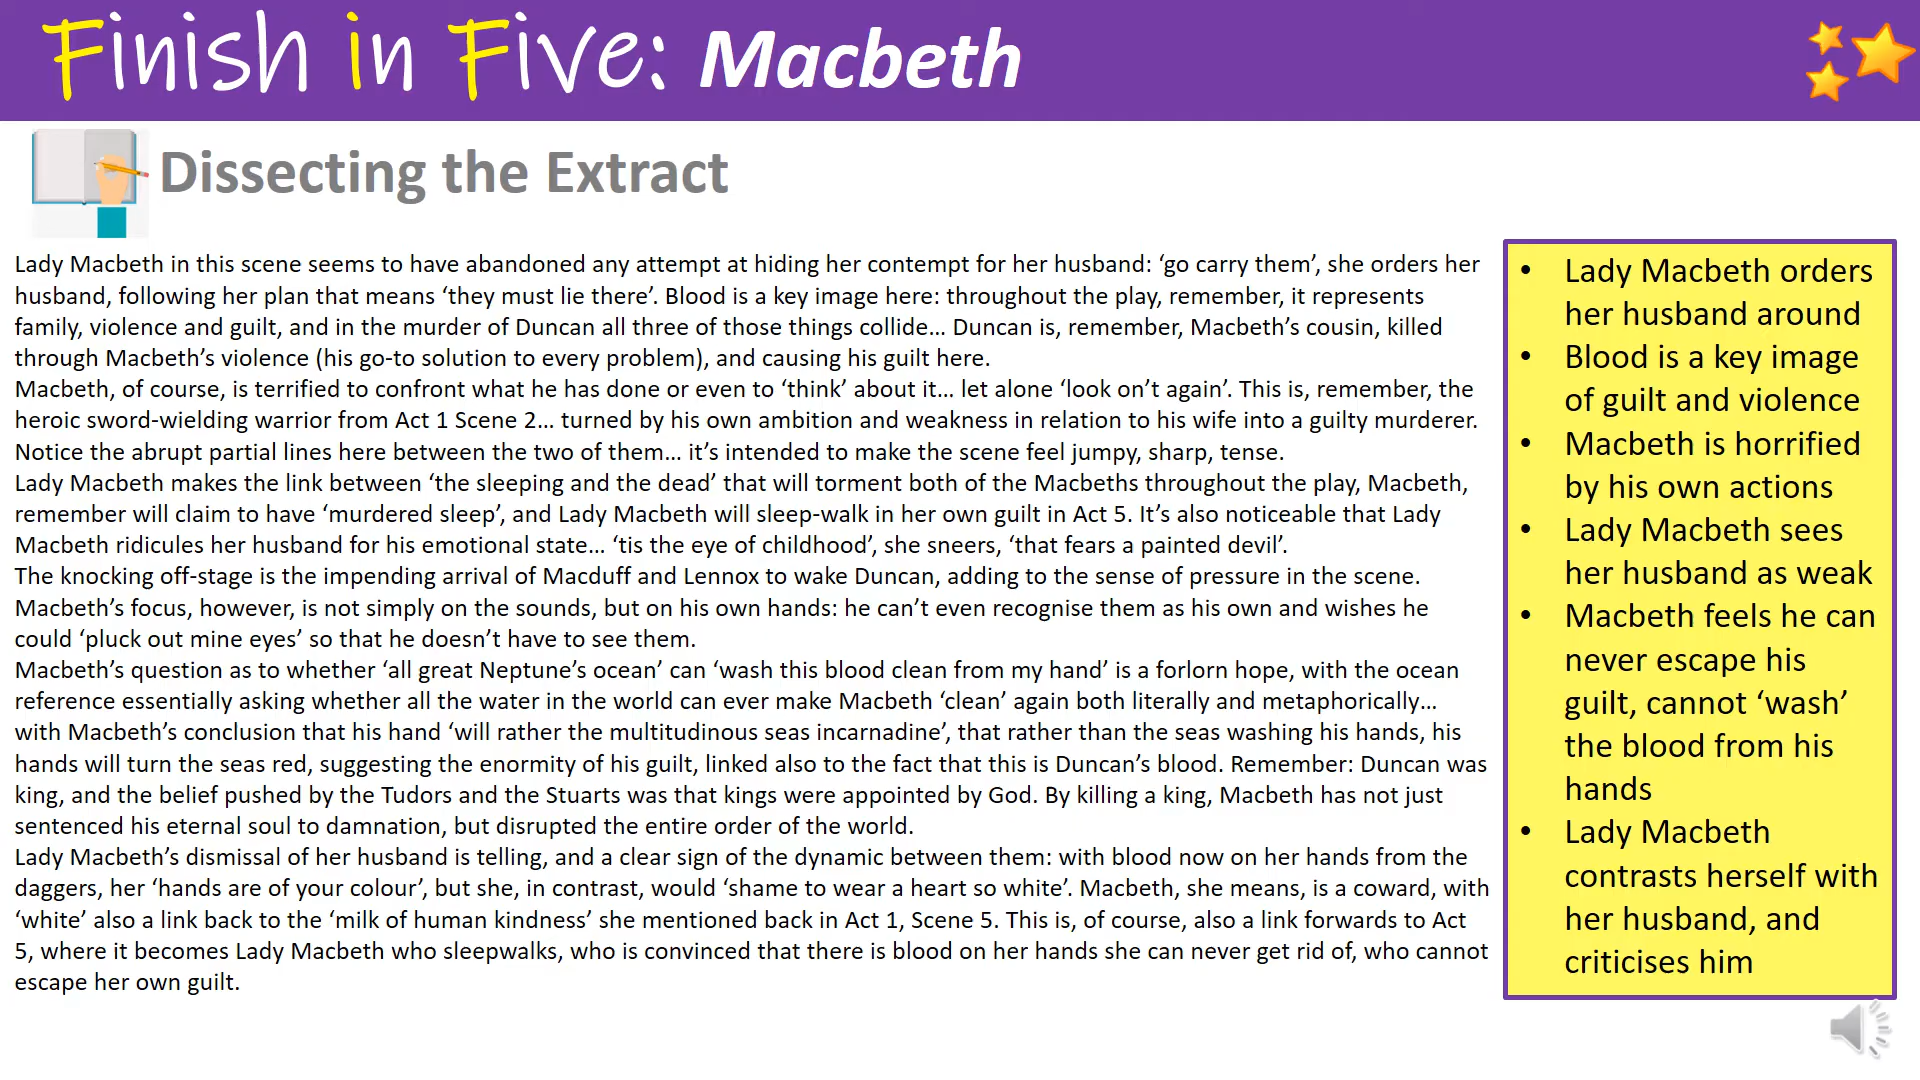 Finish in Five: Macbeth
Dissecting the Extract
Lady Macbeth in this scene seems to have abandoned any attempt at hiding her contempt for her husband: ‘go carry them’, she orders her
husband, following her plan that means ‘they must lie there’. Blood is a key image here: throughout the play, remember, it represents
family, violence and guilt, and in the murder of Duncan all three of those things collide… Duncan is, remember, Macbeth’s cousin, killed
through Macbeth’s violence (his go-to solution to every problem), and causing his guilt here.
Macbeth, of course, is terrified to confront what he has done or even to ‘think’ about it… let alone ‘look on’t again’. This is, remember, the
heroic sword-wielding warrior from Act 1 Scene 2… turned by his own ambition and weakness in relation to his wife into a guilty murderer.
Notice the abrupt partial lines here between the two of them… it’s intended to make the scene feel jumpy, sharp, tense.
Lady Macbeth makes the link between ‘the sleeping and the dead’ that will torment both of the Macbeths throughout the play, Macbeth,
remember will claim to have ‘murdered sleep’, and Lady Macbeth will sleep-walk in her own guilt in Act 5. It’s also noticeable that Lady
Macbeth ridicules her husband for his emotional state… ‘tis the eye of childhood’, she sneers, ‘that fears a painted devil’.
The knocking off-stage is the impending arrival of Macduff and Lennox to wake Duncan, adding to the sense of pressure in the scene.
Macbeth’s focus, however, is not simply on the sounds, but on his own hands: he can’t even recognise them as his own and wishes he
could ‘pluck out mine eyes’ so that he doesn’t have to see them.
Macbeth’s question as to whether ‘all great Neptune’s ocean’ can ‘wash this blood clean from my hand’ is a forlorn hope, with the ocean
reference essentially asking whether all the water in the world can ever make Macbeth ‘clean’ again both literally and metaphorically…
with Macbeth’s conclusion that his hand ‘will rather the multitudinous seas incarnadine’, that rather than the seas washing his hands, his
hands will turn the seas red, suggesting the enormity of his guilt, linked also to the fact that this is Duncan’s blood. Remember: Duncan was
king, and the belief pushed by the Tudors and the Stuarts was that kings were appointed by God. By killing a king, Macbeth has not just
sentenced his eternal soul to damnation, but disrupted the entire order of the world.
Lady Macbeth’s dismissal of her husband is telling, and a clear sign of the dynamic between them: with blood now on her hands from the
daggers, her ‘hands are of your colour’, but she, in contrast, would ‘shame to wear a heart so white’. Macbeth, she means, is a coward, with
‘white’ also a link back to the ‘milk of human kindness’ she mentioned back in Act 1, Scene 5. This is, of course, also a link forwards to Act
5, where it becomes Lady Macbeth who sleepwalks, who is convinced that there is blood on her hands she can never get rid of, who cannot
escape her own guilt.
• Lady Macbeth orders
her husband around
• Blood is a key image
of guilt and violence
• Macbeth is horrified
by his own actions
• Lady Macbeth sees
her husband as weak
• Macbeth feels he can
never escape his
guilt, cannot ‘wash’
the blood from his
hands
• Lady Macbeth
contrasts herself with
her husband, and
criticises him